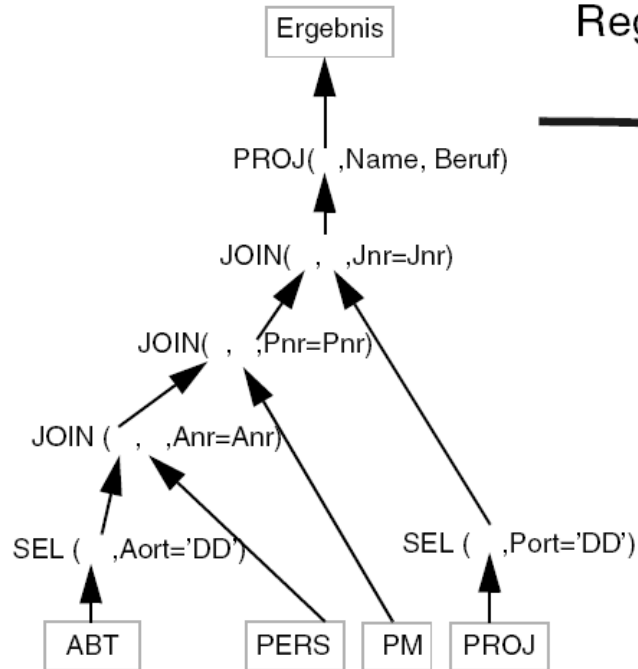 Ergebnis
PROJ( ,Name, Beruf)
JOIN( , ,Jnr=Jnr)
JOIN( , ,Pnr=Pnr)
JOIN ( , ,Anr=Anr)
SEL ( ,Aort='DD')
SEL ( ,Port='DD')
ABT
PERS
PM
PROJ